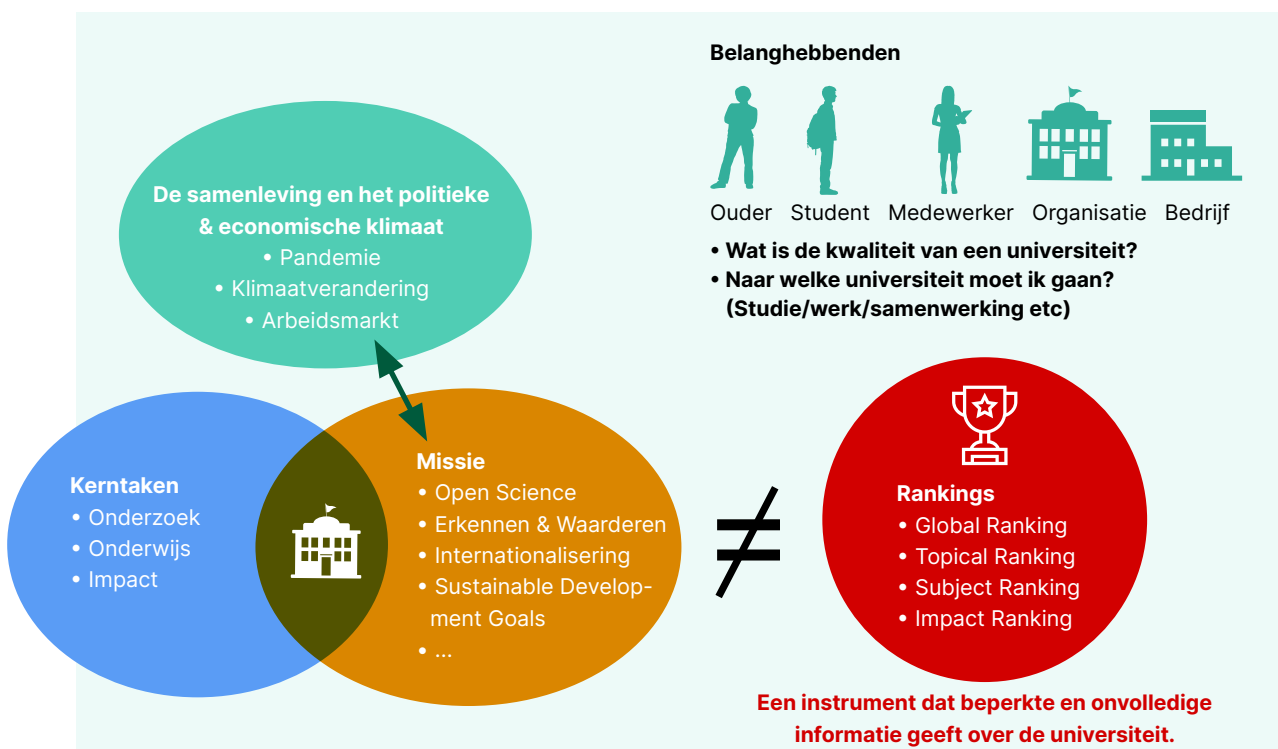 Belanghebbenden
Ouder
Student
Medewerker
Organisatie
Bedrijf
• Wat is de kwaliteit van een universiteit?
• Naar welke universiteit moet ik gaan?
(Studie/werk/samenwerking etc)
De samenleving en het politieke
& economische klimaat
• Pandemie
• Klimaatverandering
• Arbeidsmarkt
Kerntaken
• Onderzoek
• Onderwijs
• Impact
Missie
• Open Science
• Erkennen & Waarderen
• Internationalisering
• Sustainable Develop-
ment Goals
• ...
≠
Rankings
• Global Ranking
• Topical Ranking
• Subject Ranking
• Impact Ranking
Een instrument dat beperkte en onvolledige
informatie geeft over de universiteit.